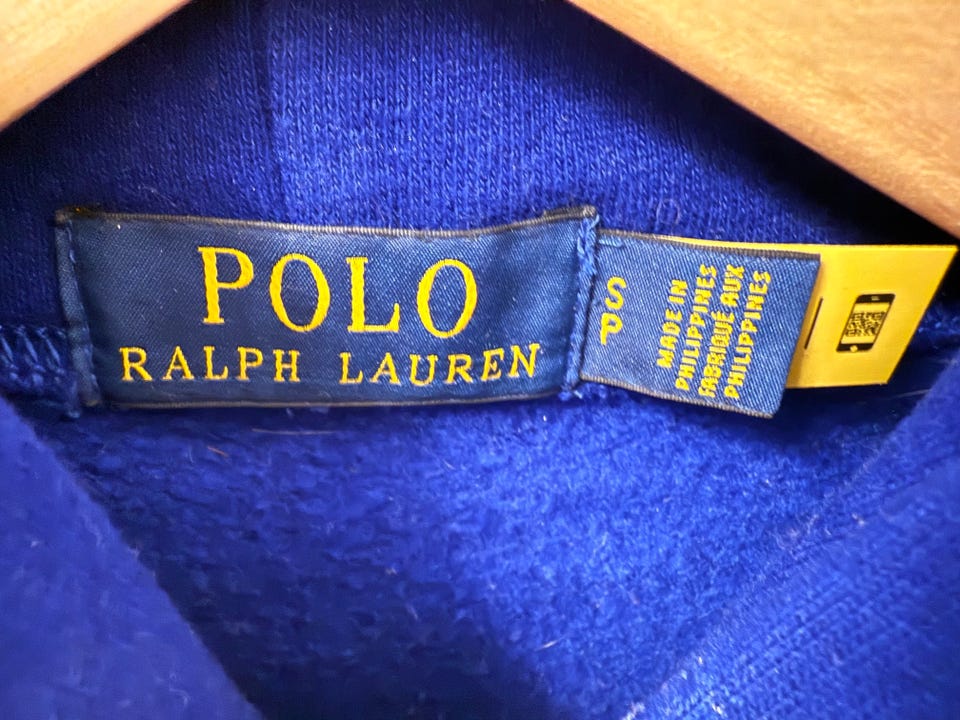 POLO
RALPH LAUREN
S
P
MADE IN
PHILIPPINES
FABRIQUÉ AUX
PHILIPPINES